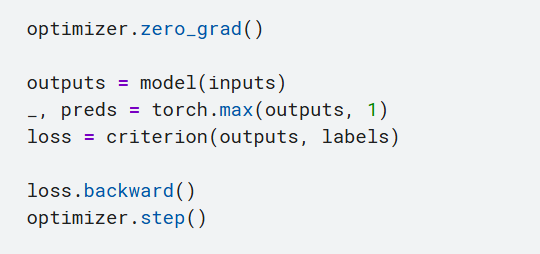 optimizer.zero_grad()
outputs = model(inputs)
_, preds = torch.max(outputs, 1)
loss = criterion(outputs, labels)
loss.backward()
optimizer.step()